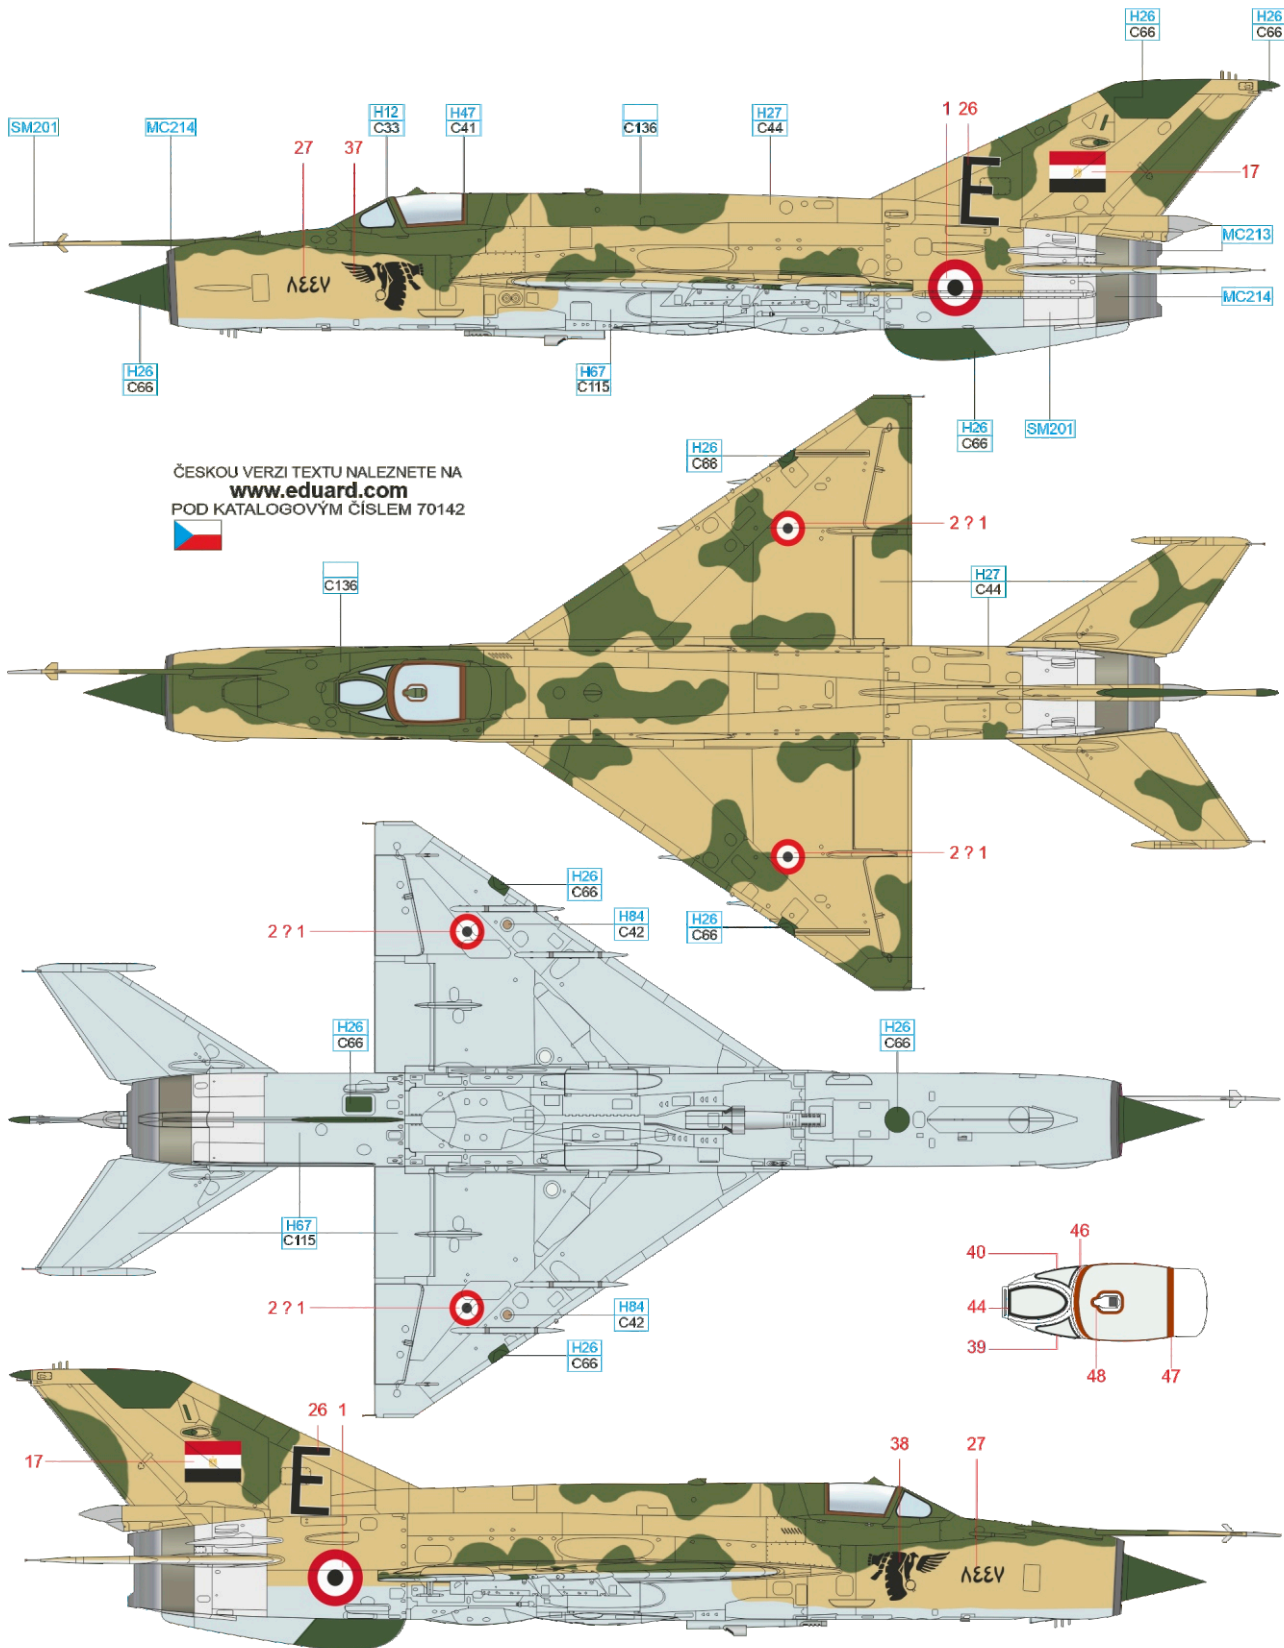 H26
C66
H26
C66
SM201
MC214
H12
C33
H47
C41
C136
H27
C44
1 26
27
37
E
17
٨٤٤٧
MC213
MC214
H26
C66
H67
C115
H26
C66
SM201
ČESKOU VERZI TEXTU NALEZNETE NA
www.eduard.com
POD KATALOGOVÝM ČÍSLEM 70142
H26
C66
2 ? 1
C136
H27
C44
2 ? 1
H26
C66
H84
C42
H26
C66
2 ? 1
H26
C66
H26
C66
H67
C115
46
40
44
39
48
47
2 ? 1
H84
C42
H26
C66
26 1
17
E
38
27
٨٤٤٧